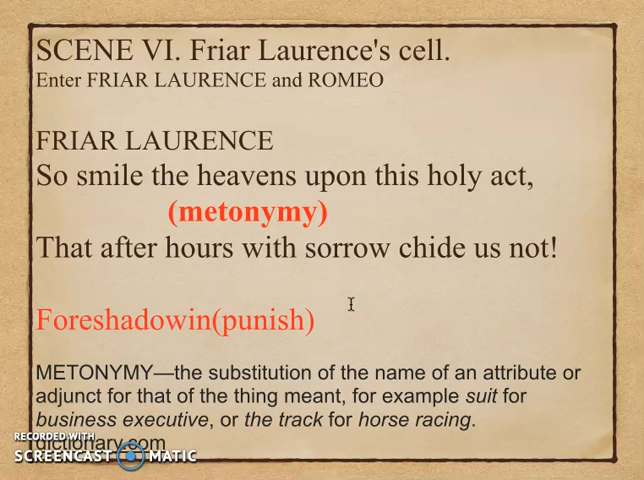 SCENE VI. Friar Laurence's cell.
Enter FRIAR LAURENCE and ROMEO
FRIAR LAURENCE
So smile the heavens upon this holy act,
(metonymy)
That after hours with sorrow chide us not!
Foreshadowin(punish)
METONYMY—the substitution of the name of an attribute or
adjunct for that of the thing meant, for example suit for
business executive, or the track for horse racing.
dictionary.com
RECORDED WITH
SCREENCAST MATIC